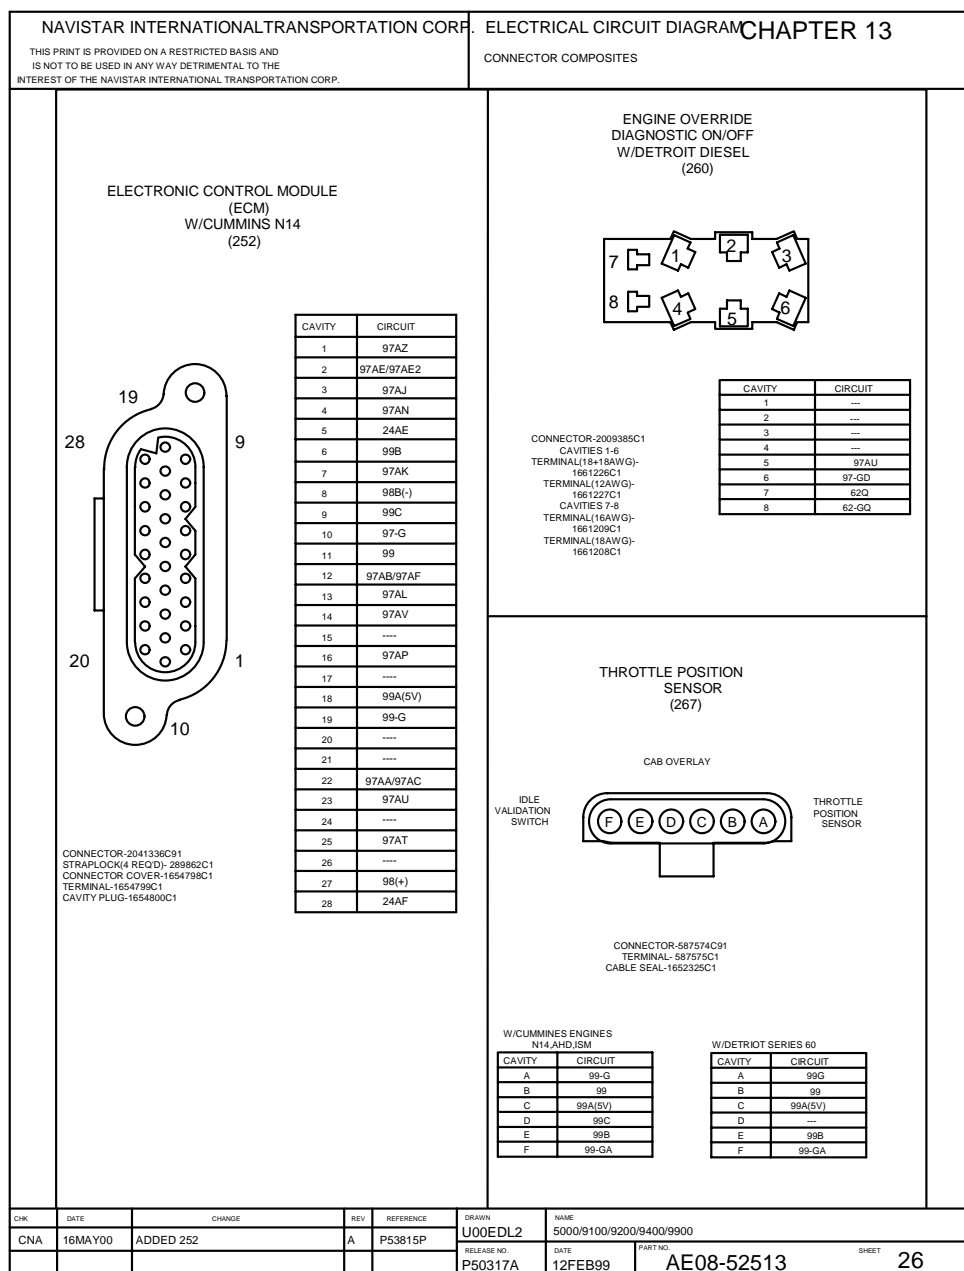 NAVISTAR INTERNATIONALTRANSPORTATION CORP.
THIS PRINT IS PROVIDED ON A RESTRICTED BASIS AND
IS NOT TO BE USED IN ANY WAY DETRIMENTAL TO THE
INTEREST OF THE NAVISTAR INTERNATIONAL TRANSPORTATION CORP.
ELECTRICAL CIRCUIT DIAGRAM
CHAPTER 13
CONNECTOR COMPOSITES
ELECTRONIC CONTROL MODULE
(ECM)
W/CUMMINS N14
(252)
19
28
9
20
1
10
CAVITY CIRCUIT
1 97AZ
2 97AE/97AE2
3 97AJ
4 97AN
5 24AE
6 99B
7 97AK
8 98B(-)
9 99C
10 97-G
11 99
12 97AB/97AF
13 97AL
14 97AV
15 ----
16 97AP
17 ----
18 99A(5V)
19 99-G
20 ----
21 ----
22 97AA/97AC
23 97AU
24 ----
25 97AT
26 ----
27 98(+)
28 24AF
CONNECTOR-2041336C91
STRAPLOCK(4 REQ'D)- 289862C1
CONNECTOR COVER-1654798C1
TERMINAL-1654799C1
CAVITY PLUG-1654800C1
ENGINE OVERRIDE
DIAGNOSTIC ON/OFF
W/DETROIT DIESEL
(260)
7 1 2 3
8 4 5 6
CONNECTOR-2009385C1
CAVITIES 1-6
TERMINAL(18+18AWG)-
1661226C1
TERMINAL(12AWG)-
1661227C1
CAVITIES 7-8
TERMINAL(16AWG)-
1661209C1
TERMINAL(18AWG)-
1661208C1
CAVITY CIRCUIT
1 ---
2 ---
3 ---
4 ---
5 97AU
6 97-GD
7 62Q
8 62-GQ
THROTTLE POSITION
SENSOR
(267)
CAB OVERLAY
IDLE
VALIDATION
SWITCH
F E D C B A
THROTTLE
POSITION
SENSOR
CONNECTOR-587574C91
TERMINAL- 587575C1
CABLE SEAL-1652325C1
W/CUMMINES ENGINES
N14,AHD,ISM
CAVITY CIRCUIT
A 99-G
B 99
C 99A(5V)
D 99C
E 99B
F 99-GA
W/DETRIOT SERIES 60
CAVITY CIRCUIT
A 99G
B 99
C 99A(5V)
D ---
E 99B
F 99-GA
CHK DATE CHANGE REV REFERENCE
CNA 16MAY00 ADDED 252 A P53815P
DRAWN
U00EDL2
NAME
5000/9100/9200/9400/9900
RELEASE NO.
P50317A
DATE
12FEB99
PART NO.
AE08-52513
SHEET
26